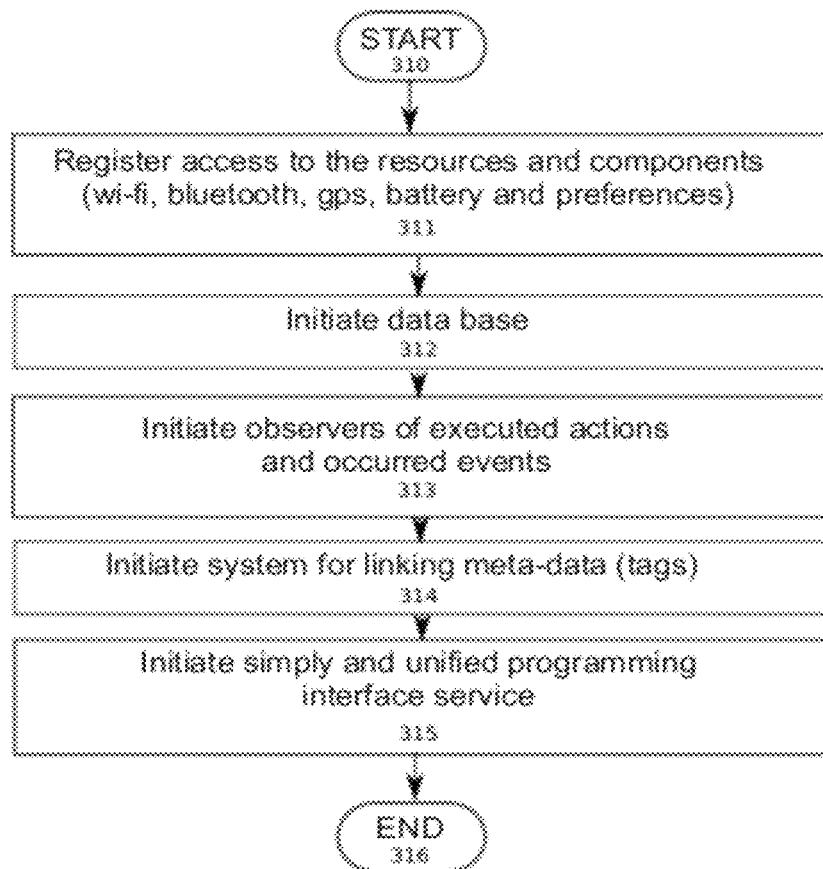 START
310
Register access to the resources and components
(wi-fi, bluetooth, gps, battery and preferences)
311
Initiate data base
312
Initiate observers of executed actions
and occurred events
313
Initiate system for linking meta-data (tags)
314
Initiate simply and unified programming
interface service
315
END
316